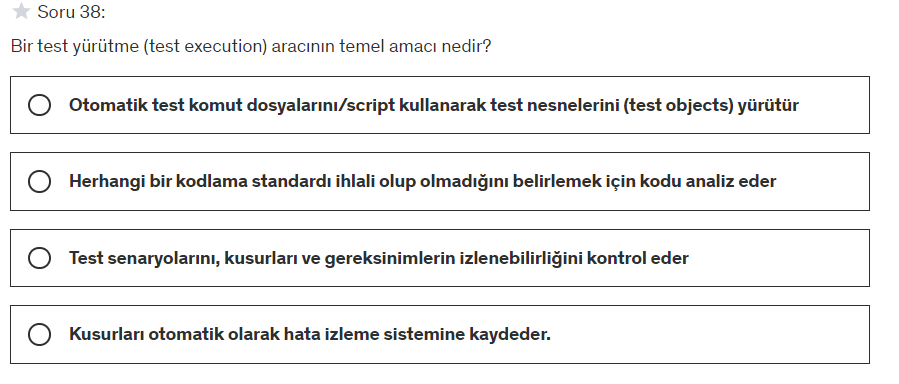 Soru 38:
Bir test yürütme (test execution) aracının temel amacı nedir?
Otomatik test komut dosyalarını/script kullanarak test nesnelerini (test objects) yürütür
Herhangi bir kodlama standardı ihlali olup olmadığını belirlemek için kodu analiz eder
Test senaryolarını, kusurları ve gereksinimlerin izlenebilirliğini kontrol eder
Kusurları otomatik olarak hata izleme sistemine kaydeder.